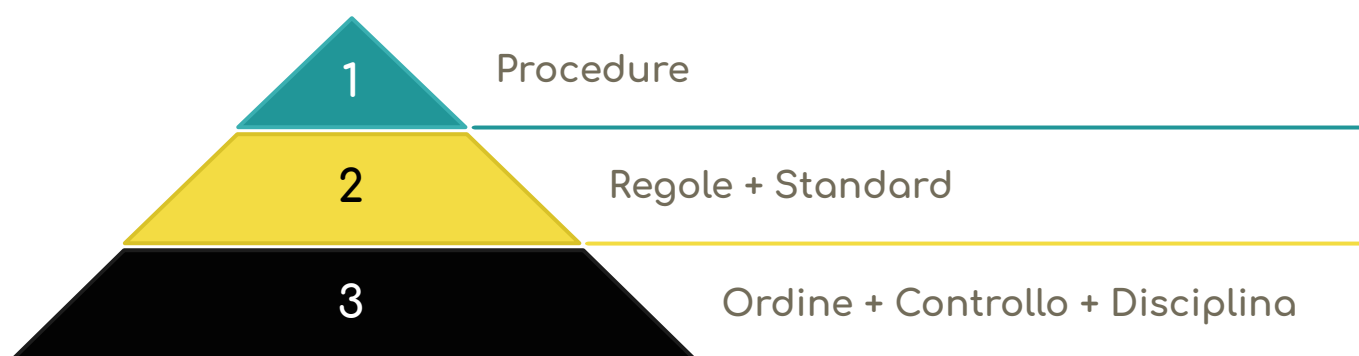 1
Procedure
2
Regole + Standard
3
Ordine + Controllo + Disciplina